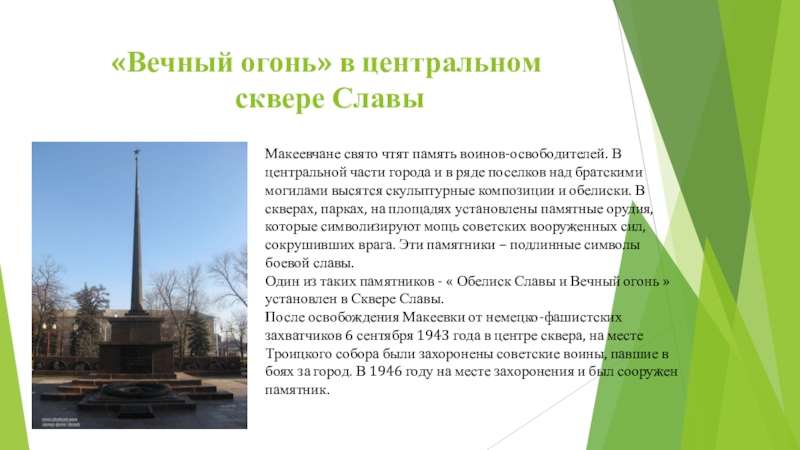 «Вечный огонь» в центральном
сквере Славы
Макеевчане свято чтят память воинов-освободителей. В
центральной части города и в ряде поселков над братскими
могилами высятся скульптурные композиции и обелиски. В
скверах, парках, на площадях установлены памятные орудия,
которые символизируют мощь советских вооруженных сил,
сокрушивших врага. Эти памятники – подлинные символы
боевой славы.
Один из таких памятников - « Обелиск Славы и Вечный огонь »
установлен в Сквере Славы.
После освобождения Макеевки от немецко-фашистских
захватчиков 6 сентября 1943 года в центре сквера, на месте
Троицкого собора были захоронены советские воины, павшие в
боях за город. В 1946 году на месте захоронения и был сооружен
памятник.